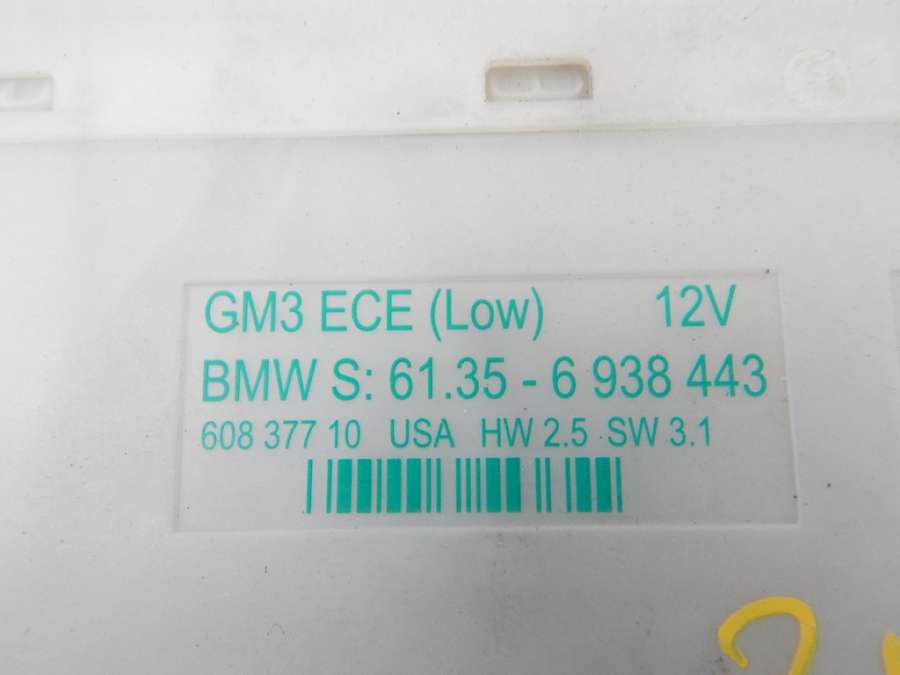 GM3 ECE (Low) 12V
BMW S: 61.35 - 6 938 443
608 377 10 USA HW 2.5 SW 3.1